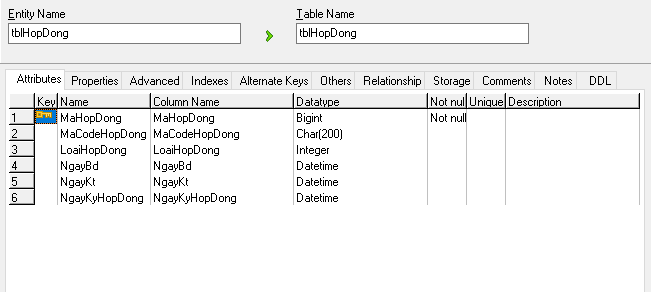 Entity Name Table Name
tblHopDong tblHopDong
Attributes Properties Advanced Indexes Alternate Keys Others Relationship Storage Comments Notes DDL
Key Name Column Name Datatype Not nul Unique Description
1 MaHopDong MaHopDong Bigint Not null
2 MaCodeHopDong MaCodeHopDong Char(200)
3 LoaiHopDong LoaiHopDong Integer
4 NgayBd NgayBd Datetime
5 NgayKt NgayKt Datetime
6 NgayKyHopDong NgayKyHopDong Datetime